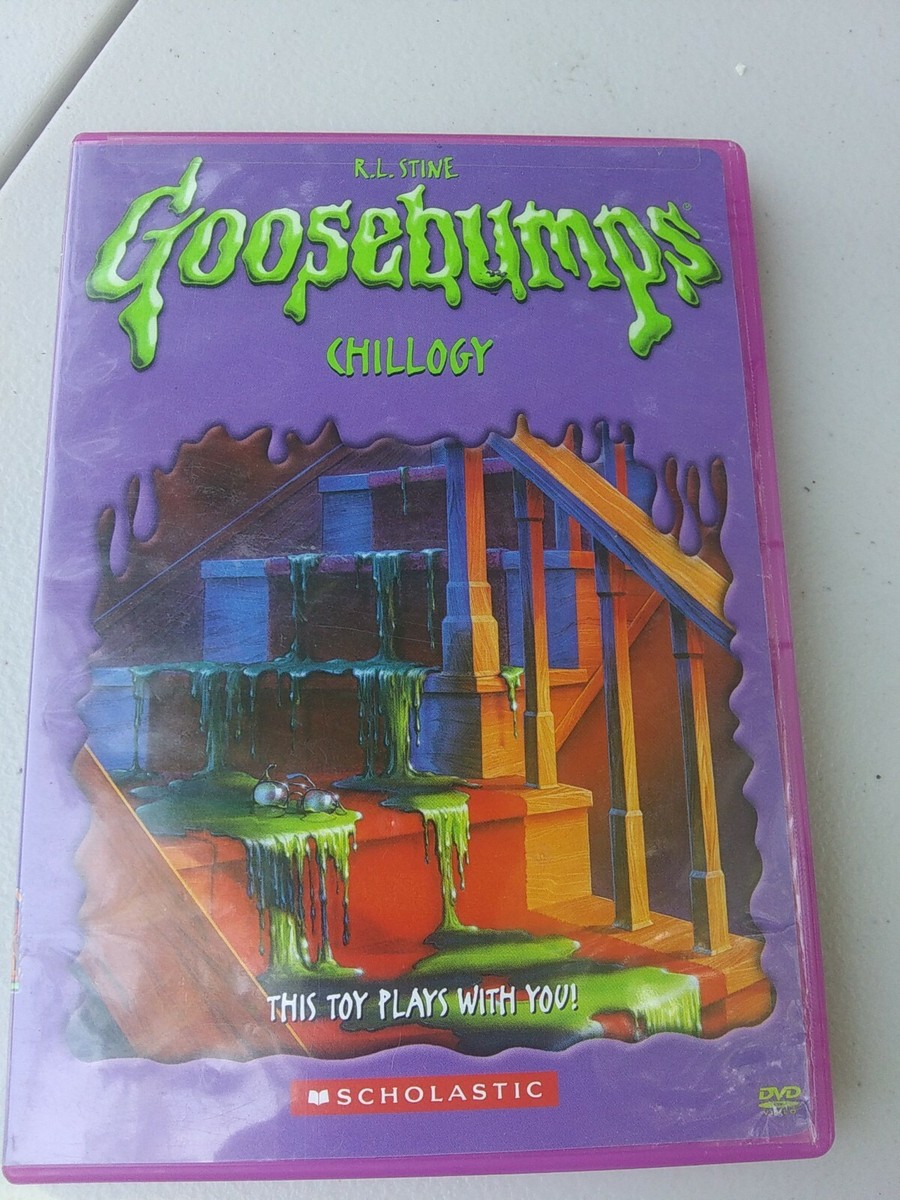 R.L. STINE
Goosebumps®
CHILLOGY
THIS TOY PLAYS WITH YOU!
SCHOLASTIC
DVD